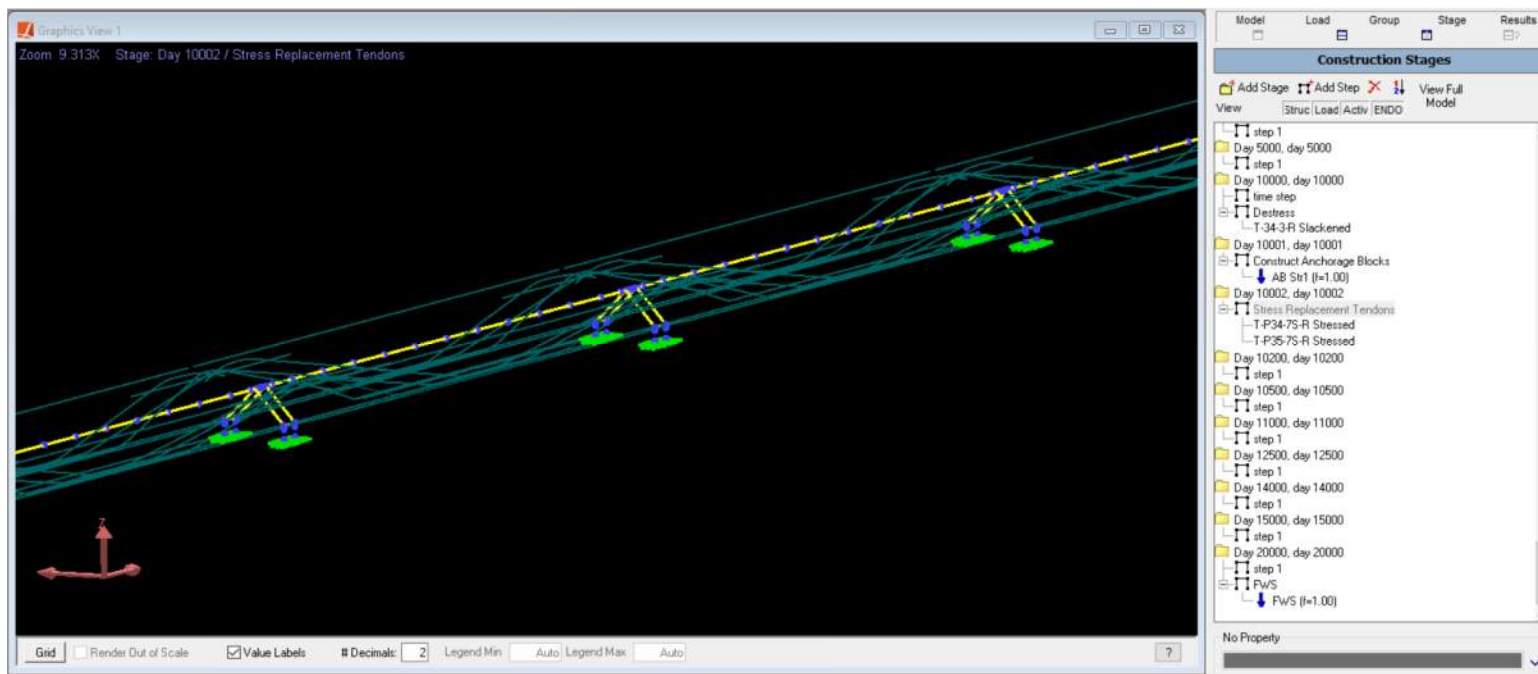 Graphics View 1
Zoom 9.313X Stage: Day 10002 / Stress Replacement Tendons
Z
Grid Render Out of Scale Value Labels # Decimals: 2 Legend Min Auto Legend Max Auto ?
Model Load Group Stage Results
Construction Stages
Add Stage Add Step View Full Model
View Struc Load Activ ENDO
step 1
Day 5000, day 5000
step 1
Day 10000, day 10000
time step
Destress
T-34-3-R Slackened
Day 10001, day 10001
Construct Anchorage Blocks
AB Str1 (f=1.00)
Day 10002, day 10002
Stress Replacement Tendons
T-P34-7S-R Stressed
T-P35-7S-R Stressed
Day 10200, day 10200
step 1
Day 10500, day 10500
step 1
Day 11000, day 11000
step 1
Day 12500, day 12500
step 1
Day 14000, day 14000
step 1
Day 15000, day 15000
step 1
Day 20000, day 20000
step 1
FWS
FWS (f=1.00)
No Property